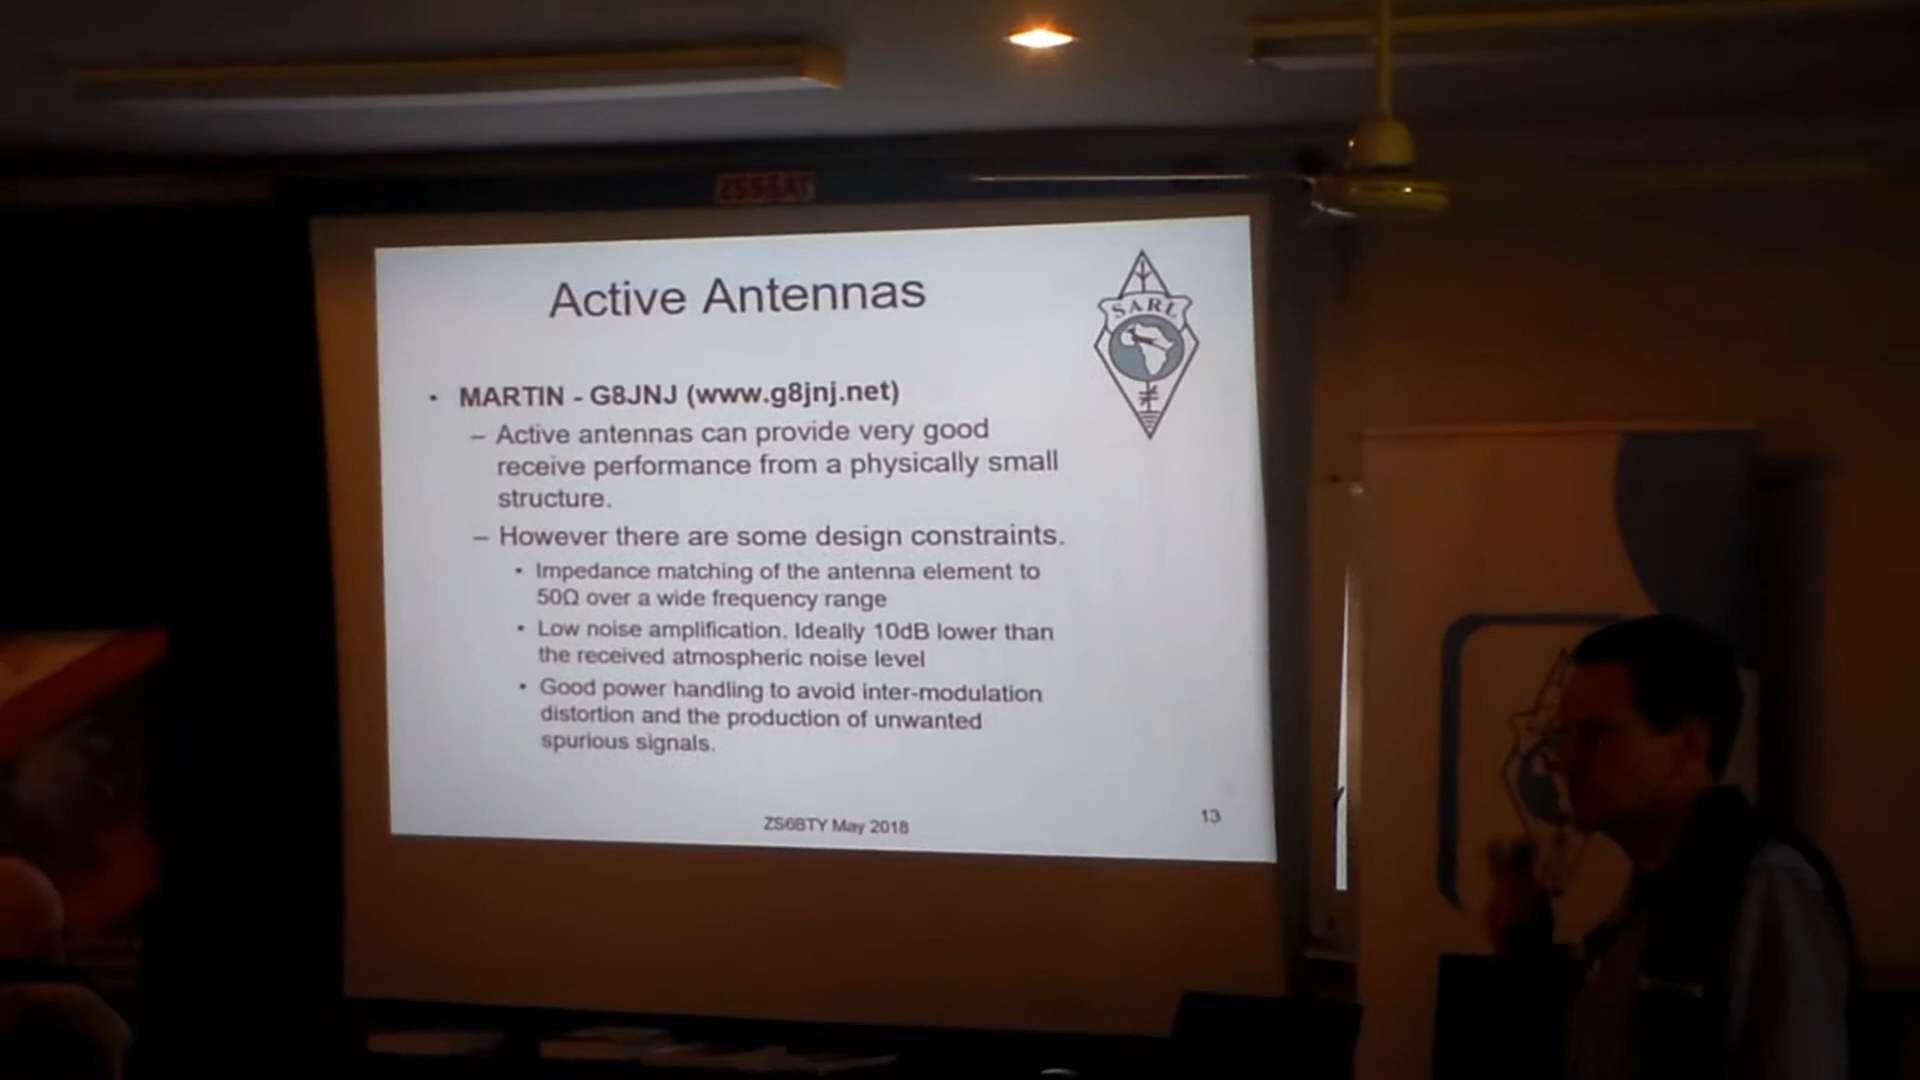 Active Antennas
SARL
• MARTIN - G8JNJ (www.g8jnj.net)
– Active antennas can provide very good
receive performance from a physically small
structure.
– However there are some design constraints.
• Impedance matching of the antenna element to
50Ω over a wide frequency range
• Low noise amplification. Ideally 10dB lower than
the received atmospheric noise level
• Good power handling to avoid inter-modulation
distortion and the production of unwanted
spurious signals.
ZS6BTY May 2018
13